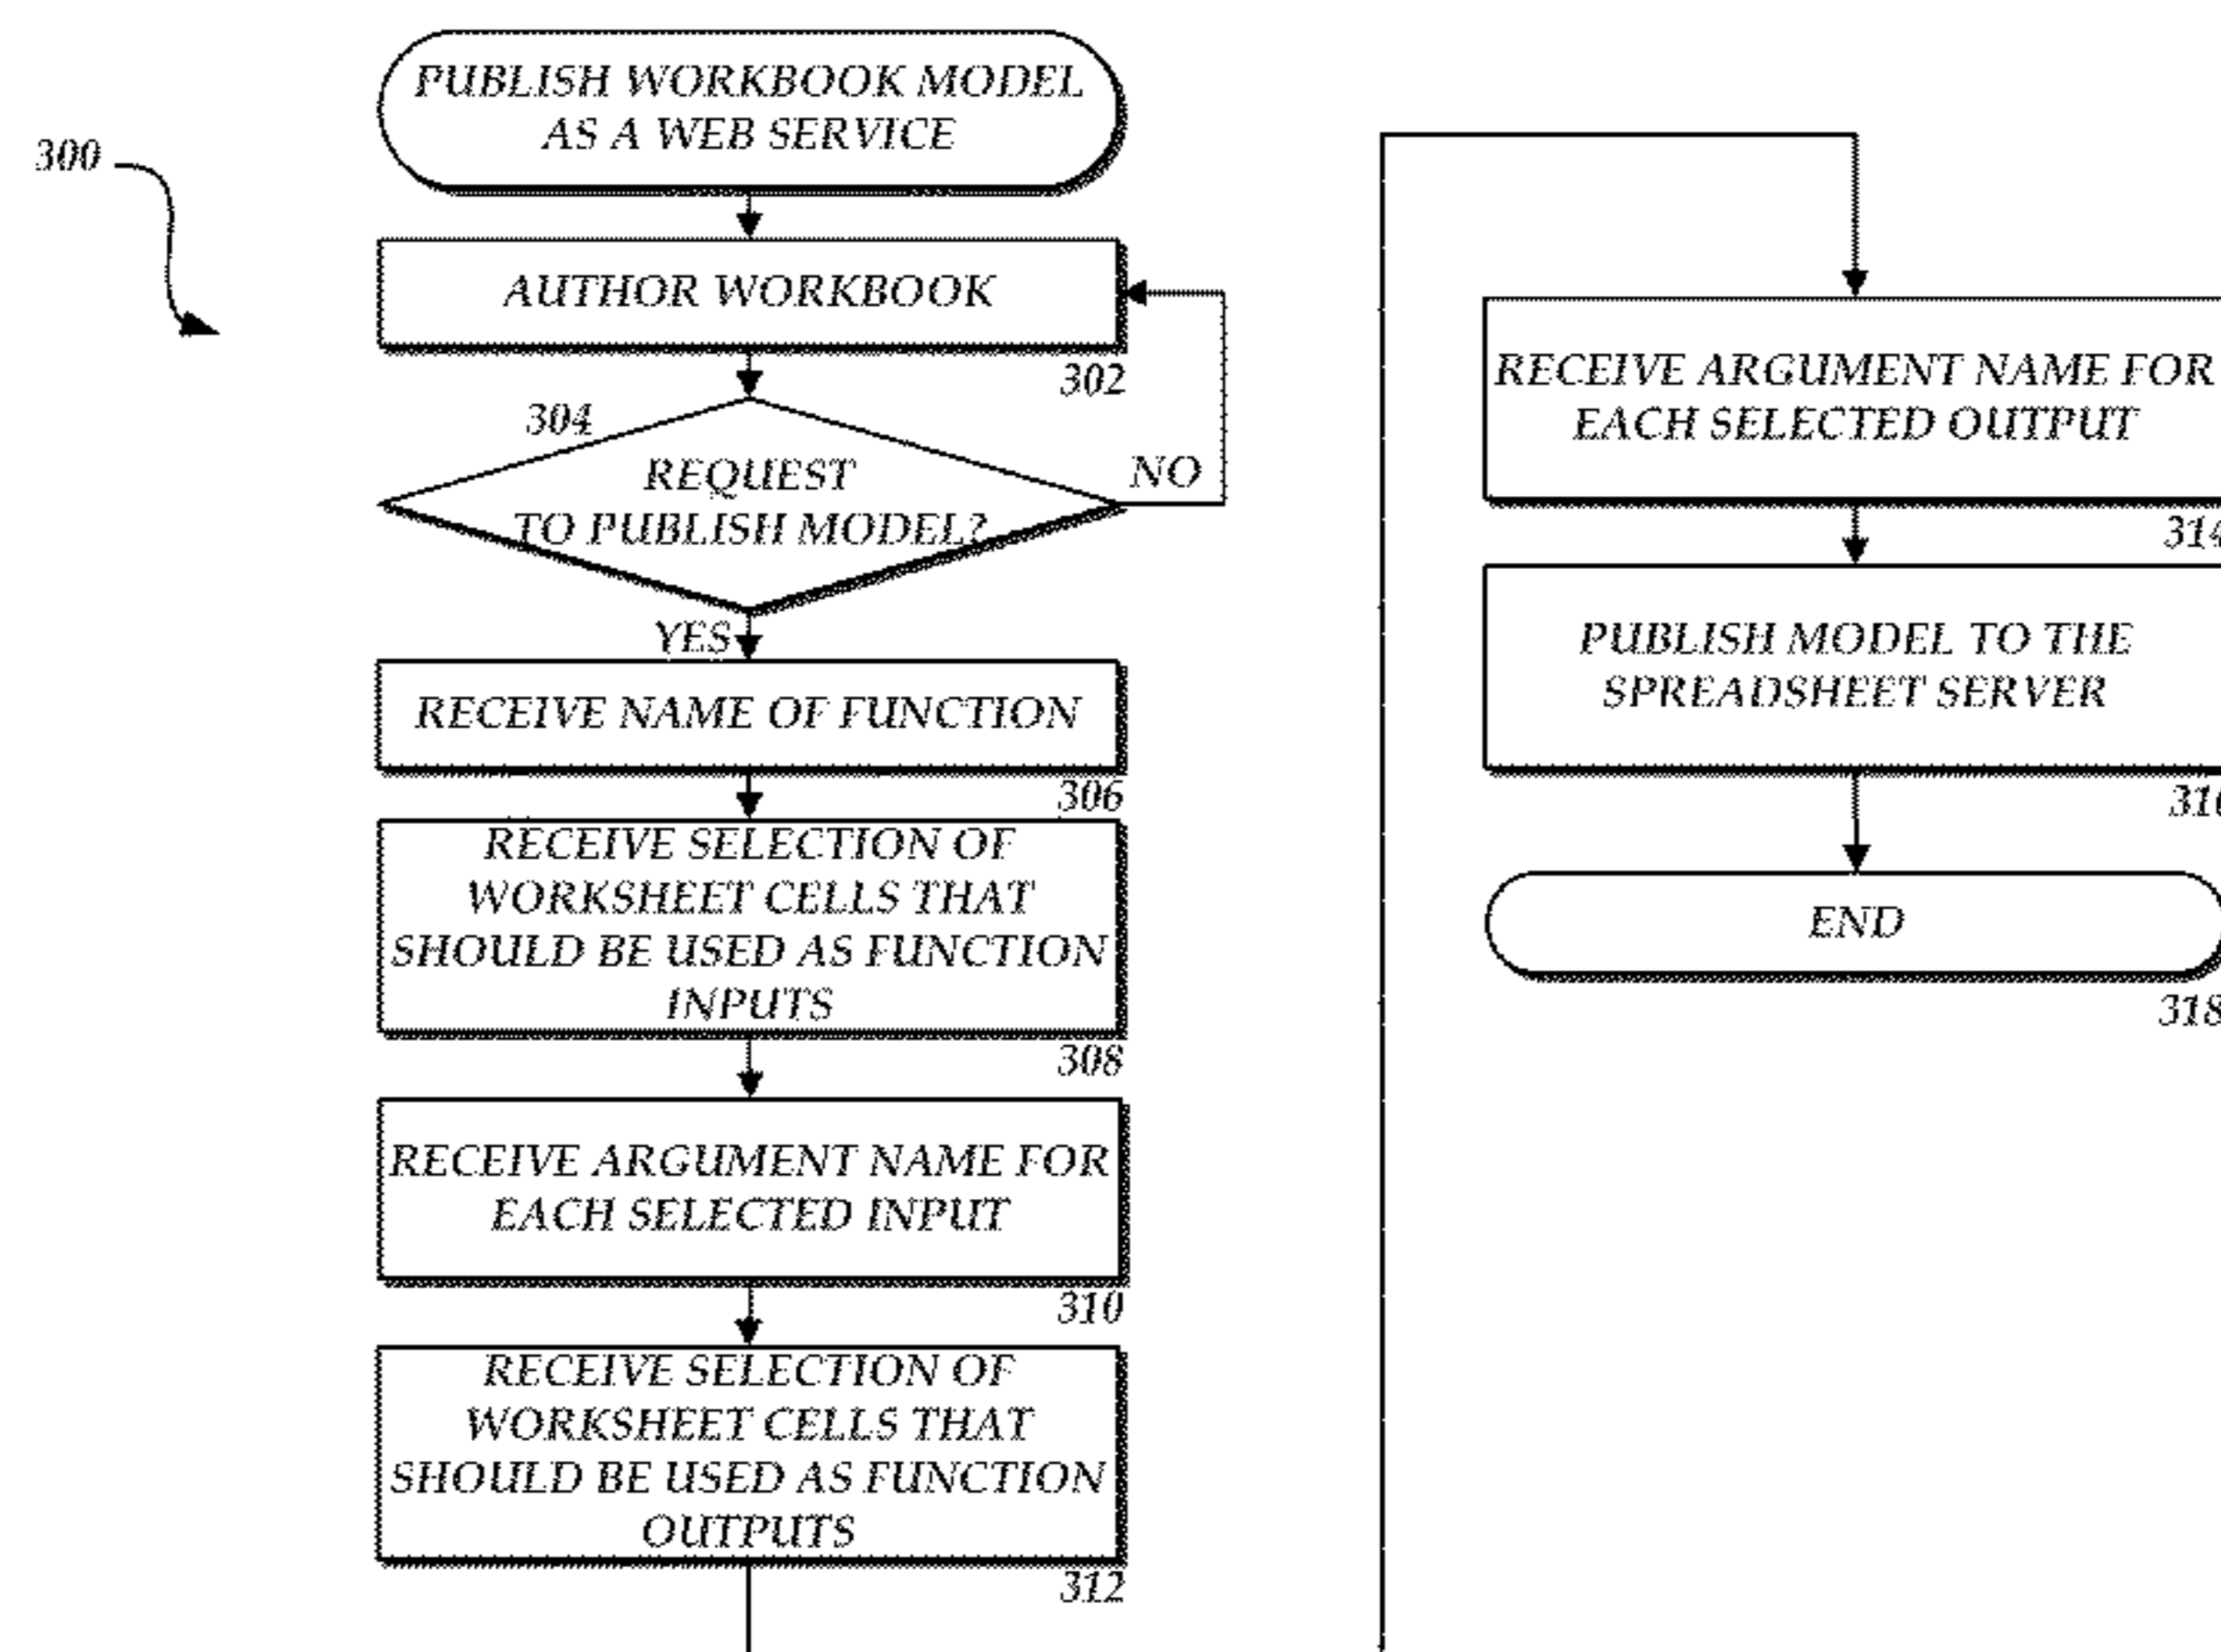 PUBLISH WORKBOOK MODEL
AS A WEB SERVICE
300
AUTHOR WORKBOOK
302
304
REQUEST
TO PUBLISH MODEL?
NO
YES
RECEIVE NAME OF FUNCTION
306
RECEIVE SELECTION OF
WORKSHEET CELLS THAT
SHOULD BE USED AS FUNCTION
INPUTS
308
RECEIVE ARGUMENT NAME FOR
EACH SELECTED INPUT
310
RECEIVE SELECTION OF
WORKSHEET CELLS THAT
SHOULD BE USED AS FUNCTION
OUTPUTS
312
RECEIVE ARGUMENT NAME FOR
EACH SELECTED OUTPUT
314
PUBLISH MODEL TO THE
SPREADSHEET SERVER
316
END
318